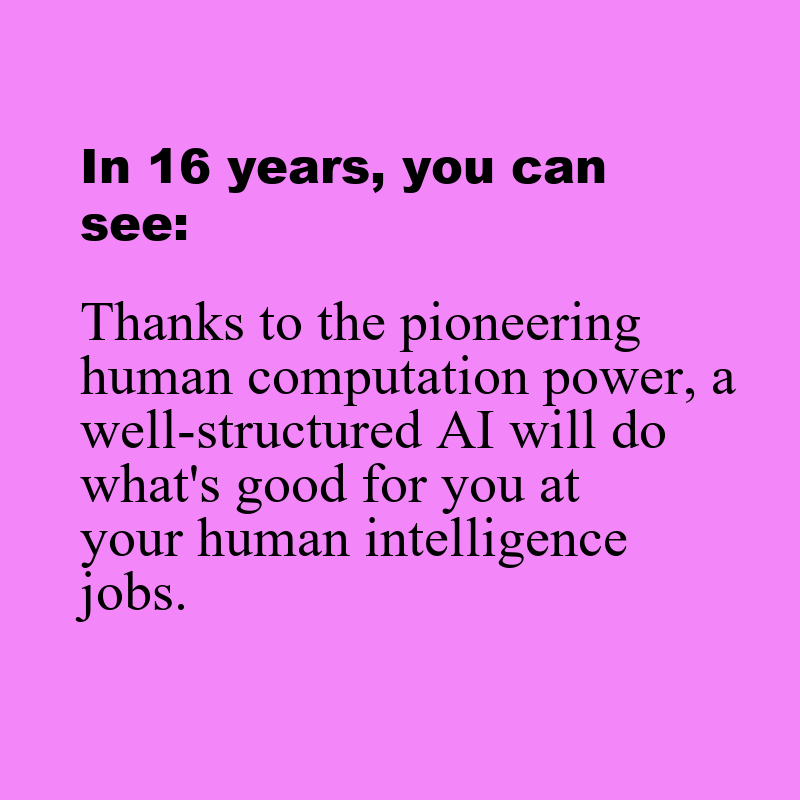 In 16 years, you can
see:
Thanks to the pioneering
human computation power, a
well-structured AI will do
what's good for you at
your human intelligence
jobs.